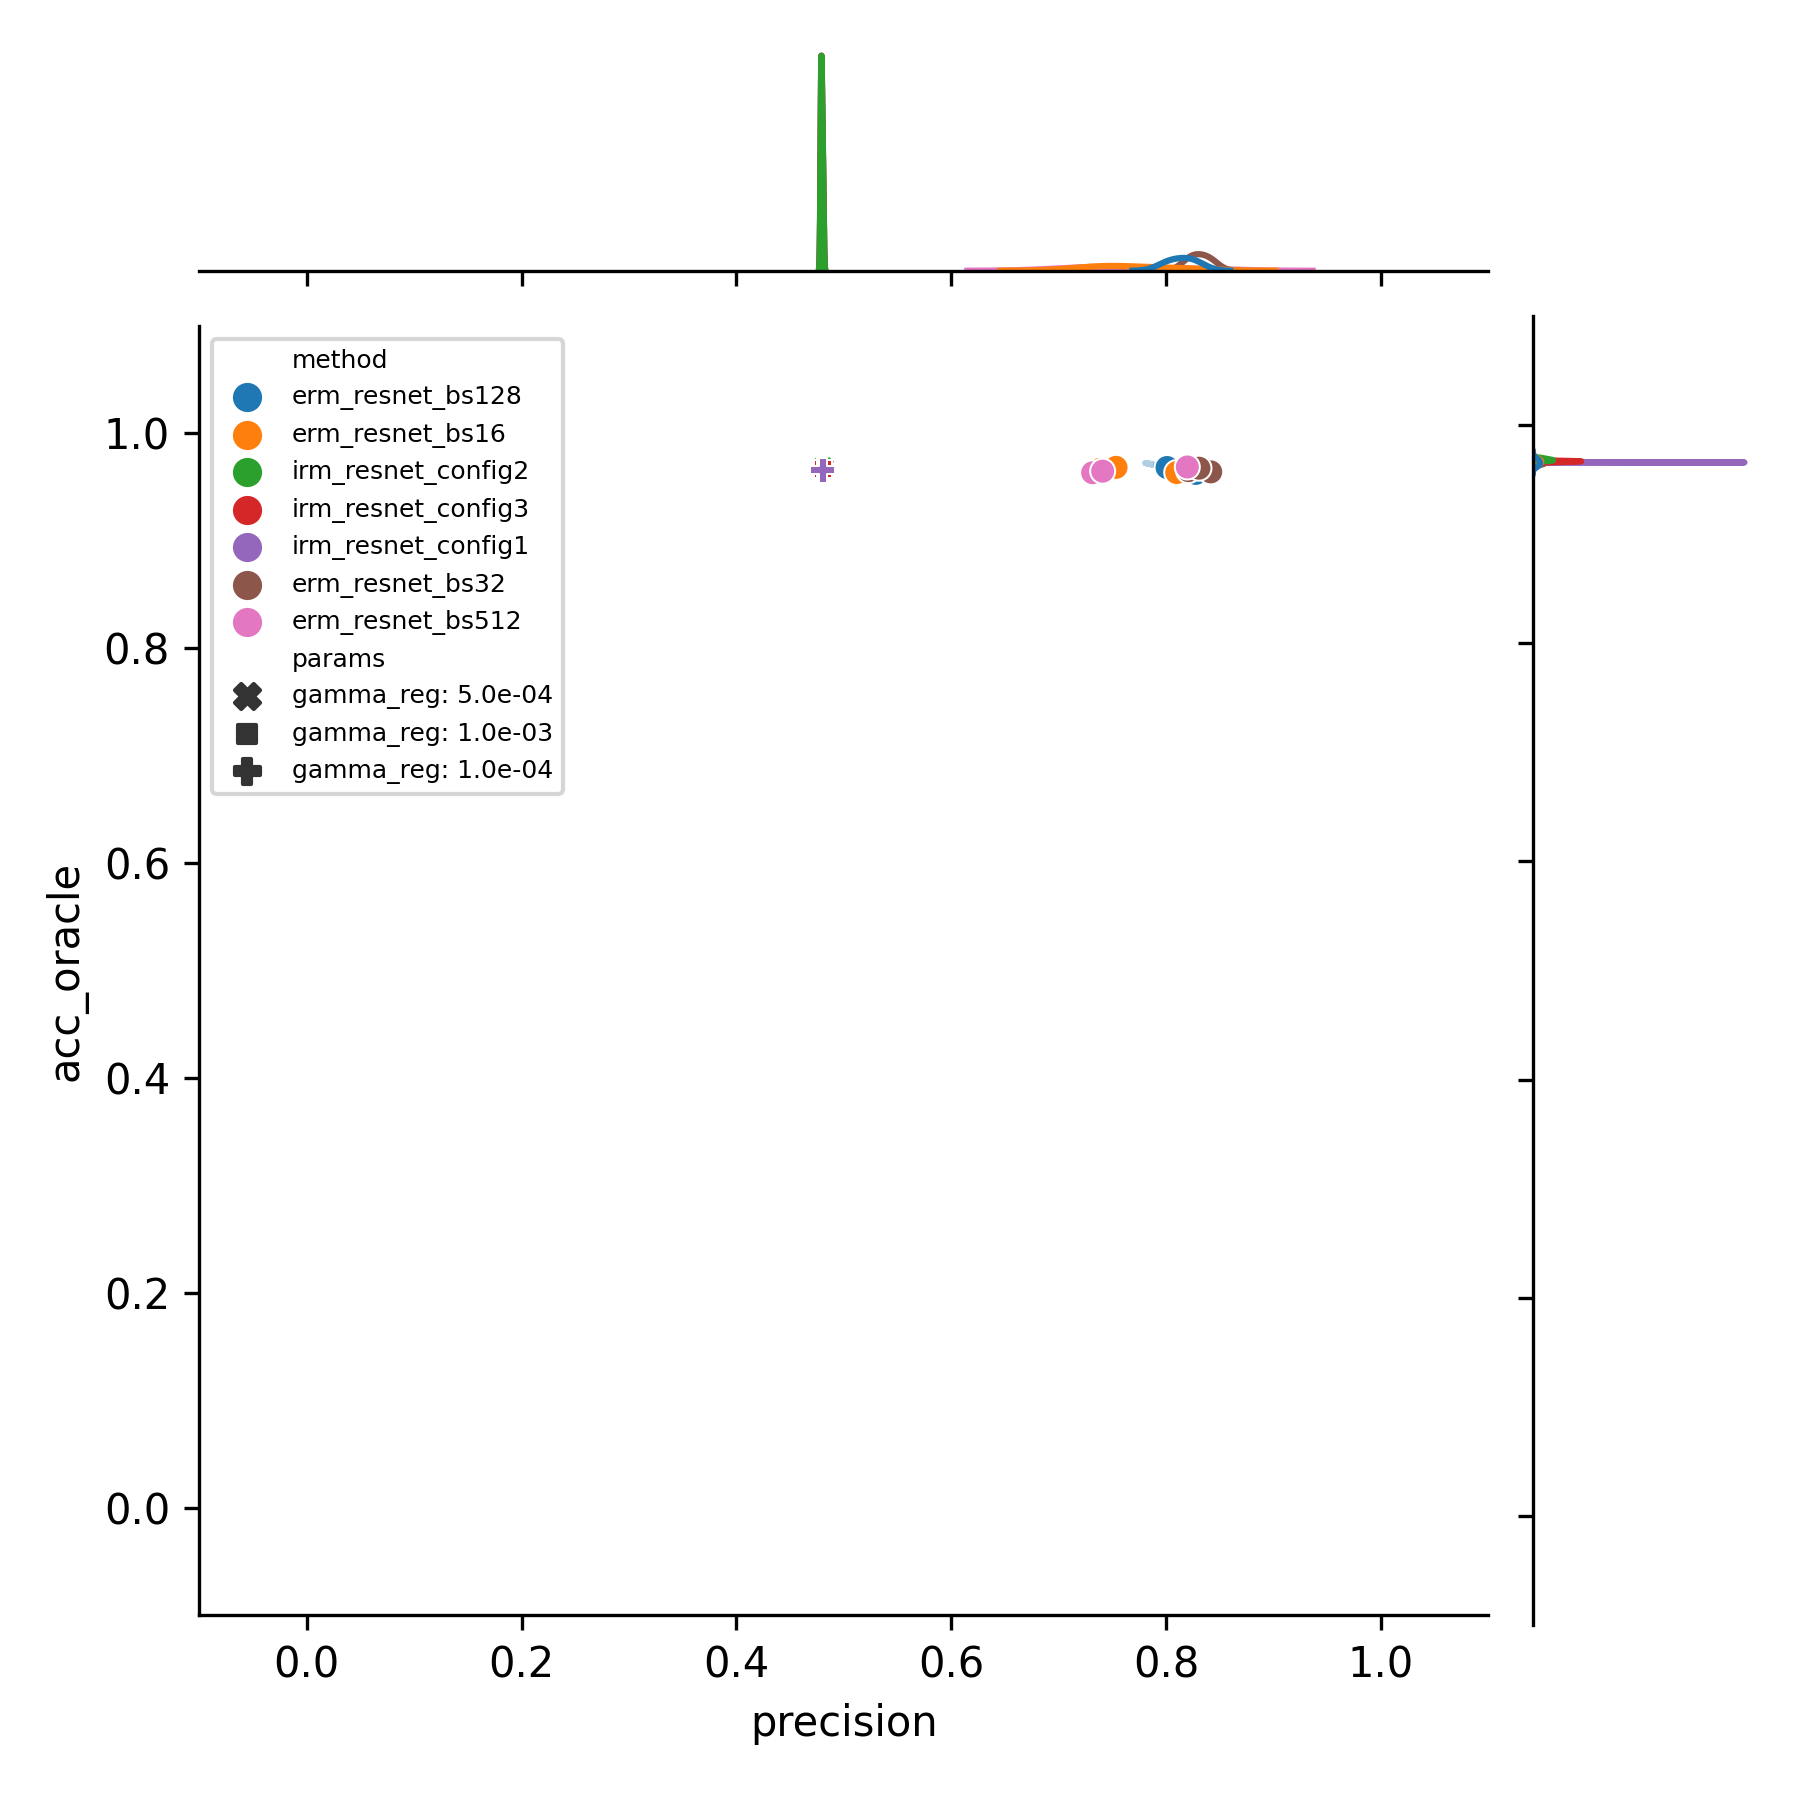 method
erm_resnet_bs128
erm_resnet_bs16
irm_resnet_config2
irm_resnet_config3
irm_resnet_config1
erm_resnet_bs32
erm_resnet_bs512
params
gamma_reg: 5.0e-04
gamma_reg: 1.0e-03
gamma_reg: 1.0e-04
1.0
0.8
0.6
0.4
0.2
0.0
acc_oracle
0.0 0.2 0.4 0.6 0.8 1.0
precision